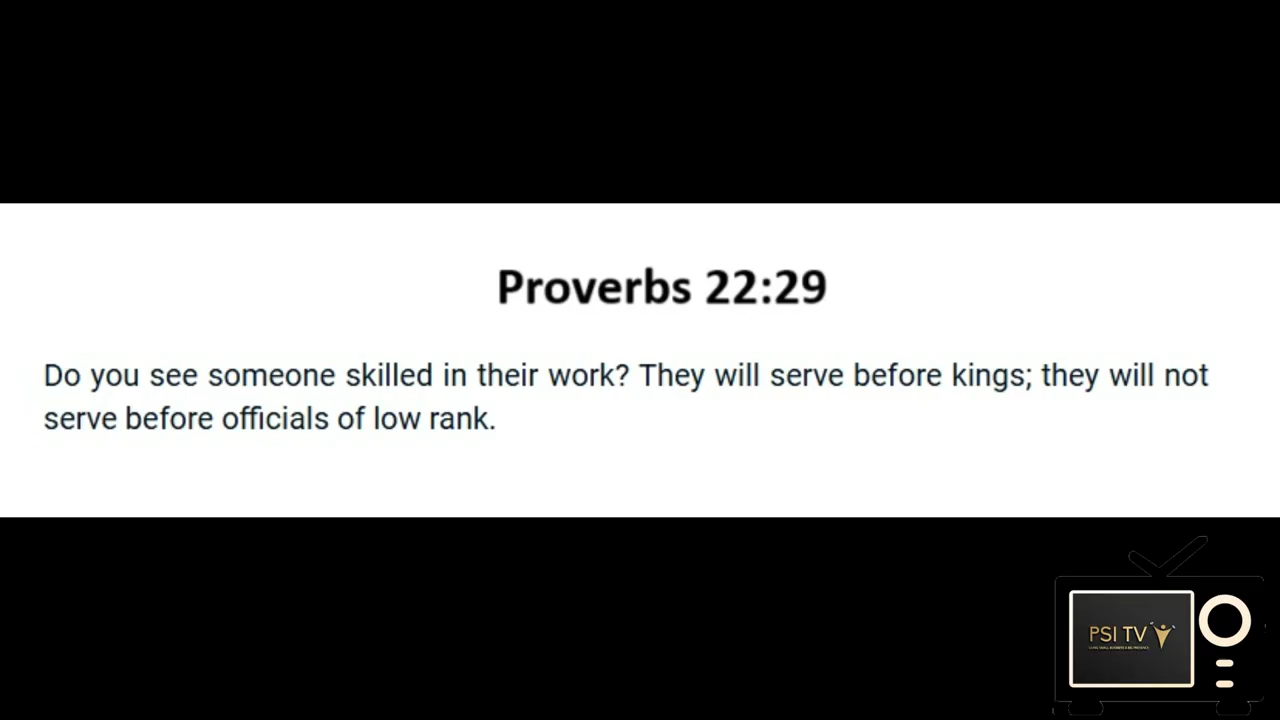 Proverbs 22:29
Do you see someone skilled in their work? They will serve before kings; they will not
serve before officials of low rank.
PSI TV